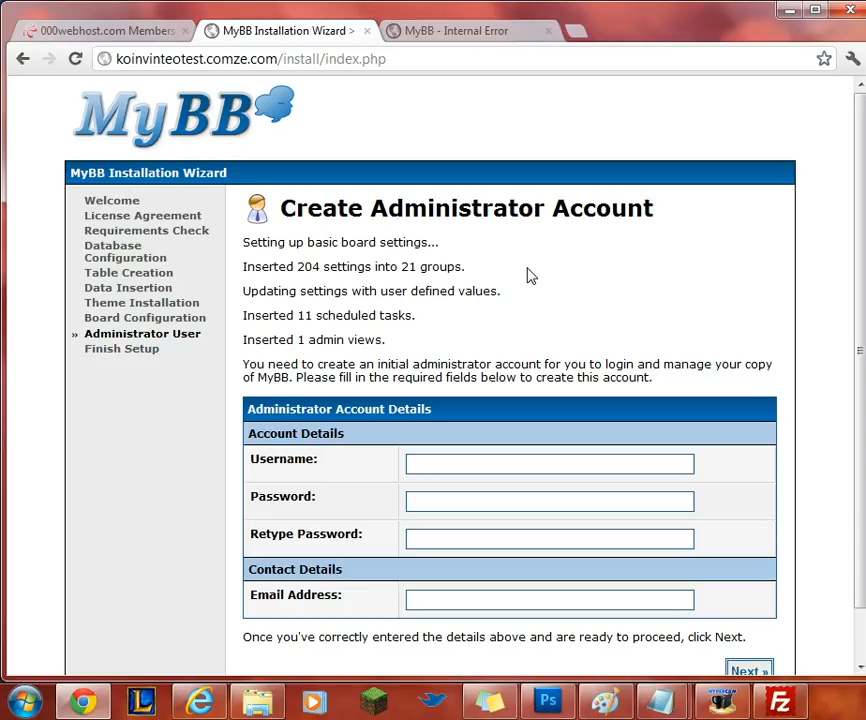 000webhost.com Members
MyBB Installation Wizard >
MyBB - Internal Error
koinvinteotest.comze.com/install/index.php
MyBB
MyBB Installation Wizard
Welcome
License Agreement
Requirements Check
Database
Configuration
Table Creation
Data Insertion
Theme Installation
Board Configuration
» Administrator User
Finish Setup
Create Administrator Account
Setting up basic board settings...
Inserted 204 settings into 21 groups.
Updating settings with user defined values.
Inserted 11 scheduled tasks.
Inserted 1 admin views.
You need to create an initial administrator account for you to login and manage your copy
of MyBB. Please fill in the required fields below to create this account.
Administrator Account Details
Account Details
Username:
Password:
Retype Password:
Contact Details
Email Address:
Once you've correctly entered the details above and are ready to proceed, click Next.
Next »
L
Ps
HYPERCAM
Fz